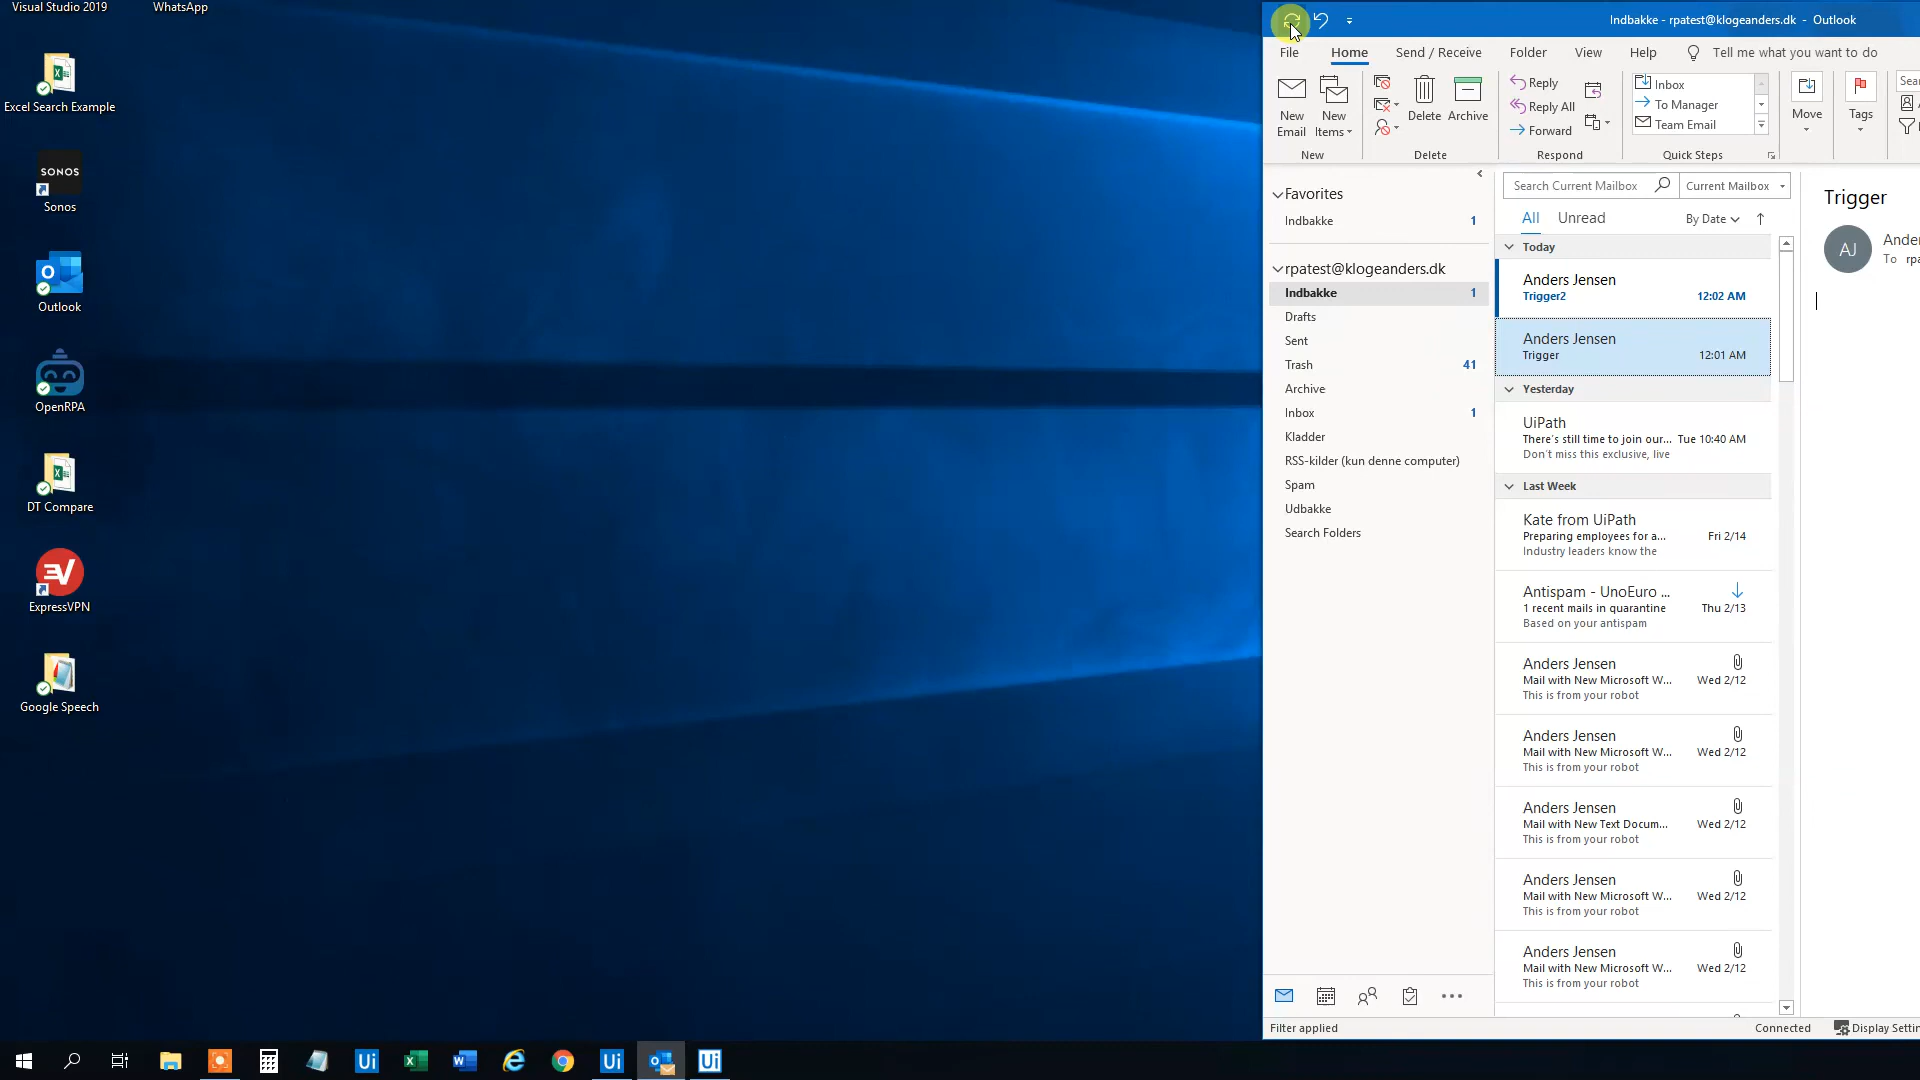 Visual Studio 2019
WhatsApp
Excel Search Example
SONOS
Sonos
Outlook
OpenRPA
DT Compare
ExpressVPN
Google Speech
Indbakke - rpatest@klogeanders.dk - Outlook
File
Home
Send / Receive
Folder
View
Help
Tell me what you want to do
New Email
New Items
New
Delete
Archive
Delete
Reply
Reply All
Forward
Respond
Inbox
To Manager
Team Email
Quick Steps
Move
Tags
Favorites
Indbakke 1
rpatest@klogeanders.dk
Indbakke 1
Drafts
Sent
Trash 41
Archive
Inbox 1
Kladder
RSS-kilder (kun denne computer)
Spam
Udbakke
Search Folders
Search Current Mailbox
Current Mailbox
All
Unread
By Date
Today
Anders Jensen
Trigger2 12:02 AM
Anders Jensen
Trigger 12:01 AM
Yesterday
UiPath
There's still time to join our... Tue 10:40 AM
Don't miss this exclusive, live
Last Week
Kate from UiPath
Preparing employees for a... Fri 2/14
Industry leaders know the
Antispam - UnoEuro ...
1 recent mails in quarantine Thu 2/13
Based on your antispam
Anders Jensen
Mail with New Microsoft W... Wed 2/12
This is from your robot
Anders Jensen
Mail with New Microsoft W... Wed 2/12
This is from your robot
Anders Jensen
Mail with New Text Docum... Wed 2/12
This is from your robot
Anders Jensen
Mail with New Microsoft W... Wed 2/12
This is from your robot
Anders Jensen
Mail with New Microsoft W... Wed 2/12
This is from your robot
Trigger
AJ
To
Filter applied
Connected
Display
Ui
Ui
Ui